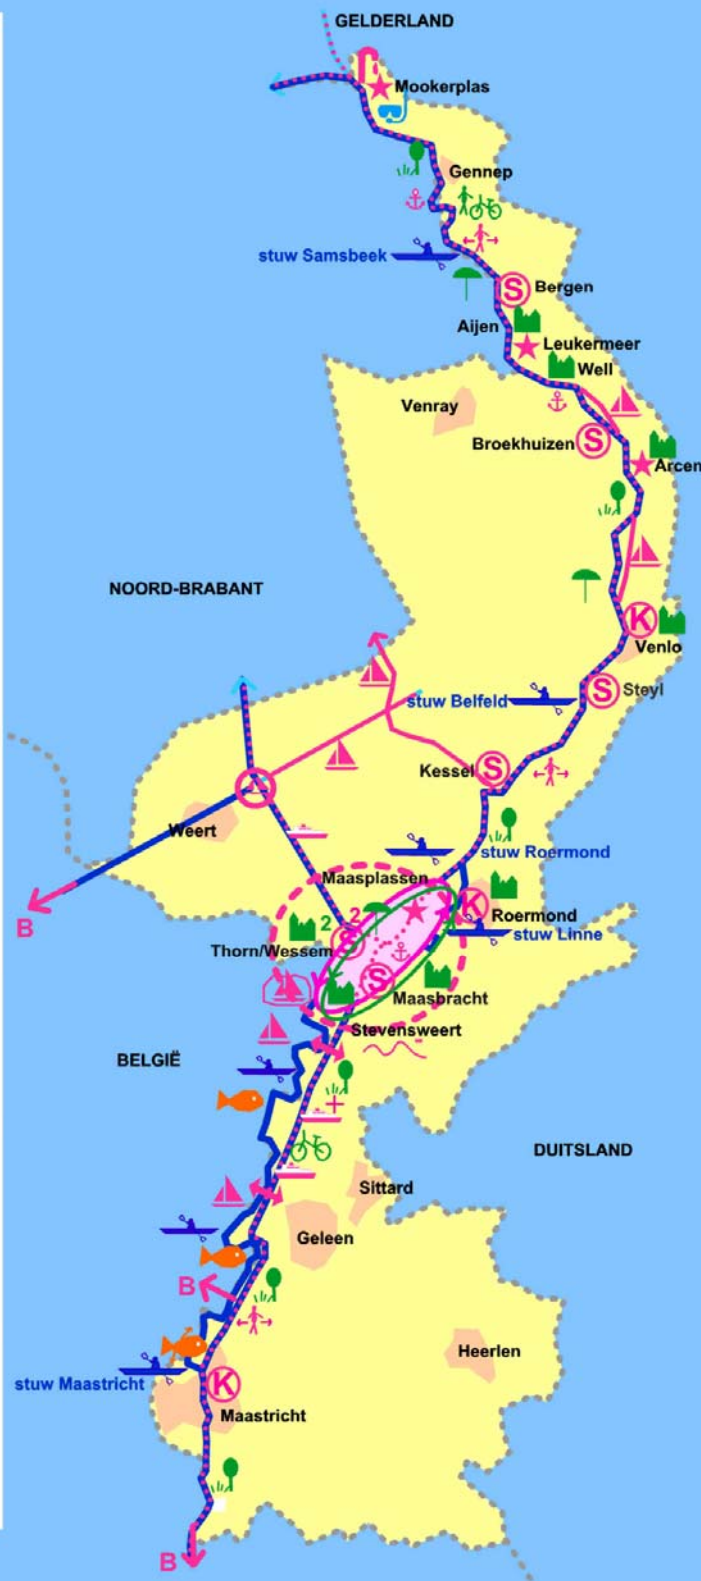 GELDERLAND
Mookerplas
Gennep
stuw Samsbeek
S
Bergen
Aijen
Leukermeer
Well
Venray
Broekhuizen
S
Arcen
NOORD-BRABANT
K
Venlo
S
Steyl
stuw Belfeld
Kessel
S
Weert
stuw Roermond
Maasplassen
B
K
Roermond
2
2
S
stuw Linne
Thorn/Wessem
S
Maasbracht
Stevensweert
BELGIË
DUITSLAND
Sittard
Geleen
B
Heerlen
stuw Maastricht
K
Maastricht
B